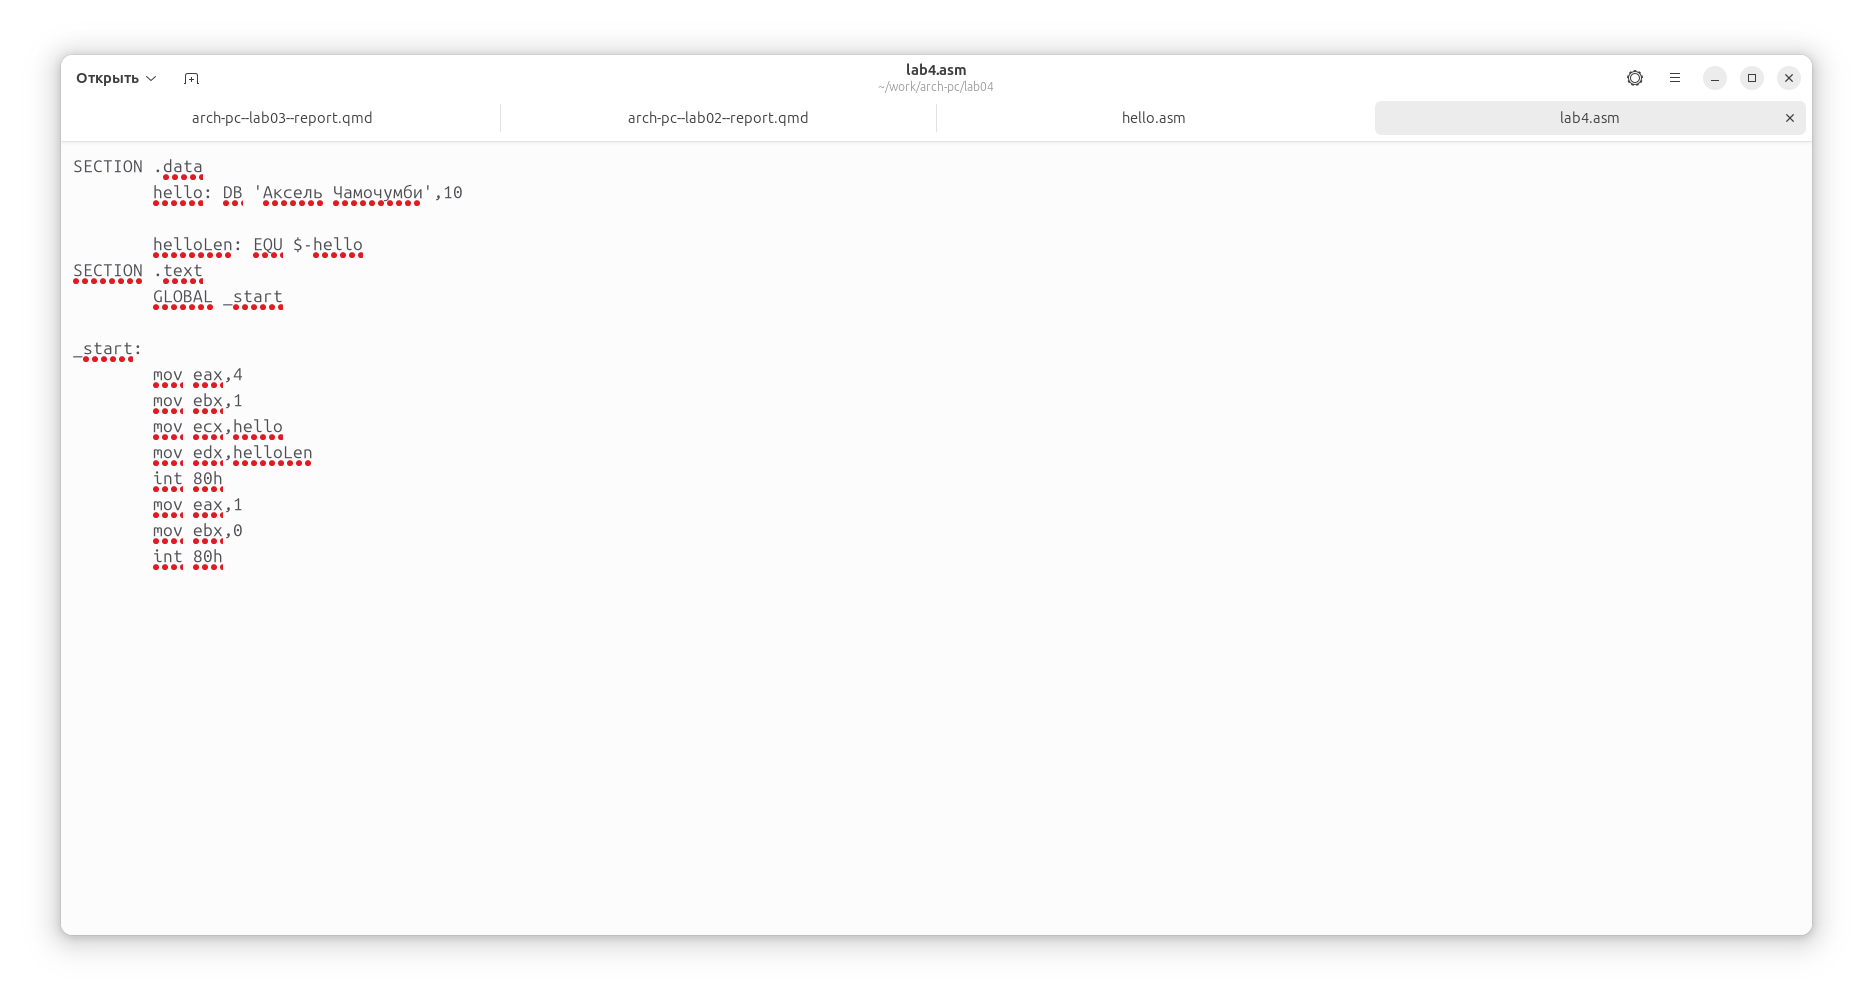 Открыть
lab4.asm
~/work/arch-pc/lab04
arch-pc--lab03--report.qmd
arch-pc--lab02--report.qmd
hello.asm
lab4.asm
SECTION .data
hello: DB 'Аксель Чамочумби',10
helloLen: EQU $-hello
SECTION .text
GLOBAL _start
_start:
mov eax,4
mov ebx,1
mov ecx,hello
mov edx,helloLen
int 80h
mov eax,1
mov ebx,0
int 80h